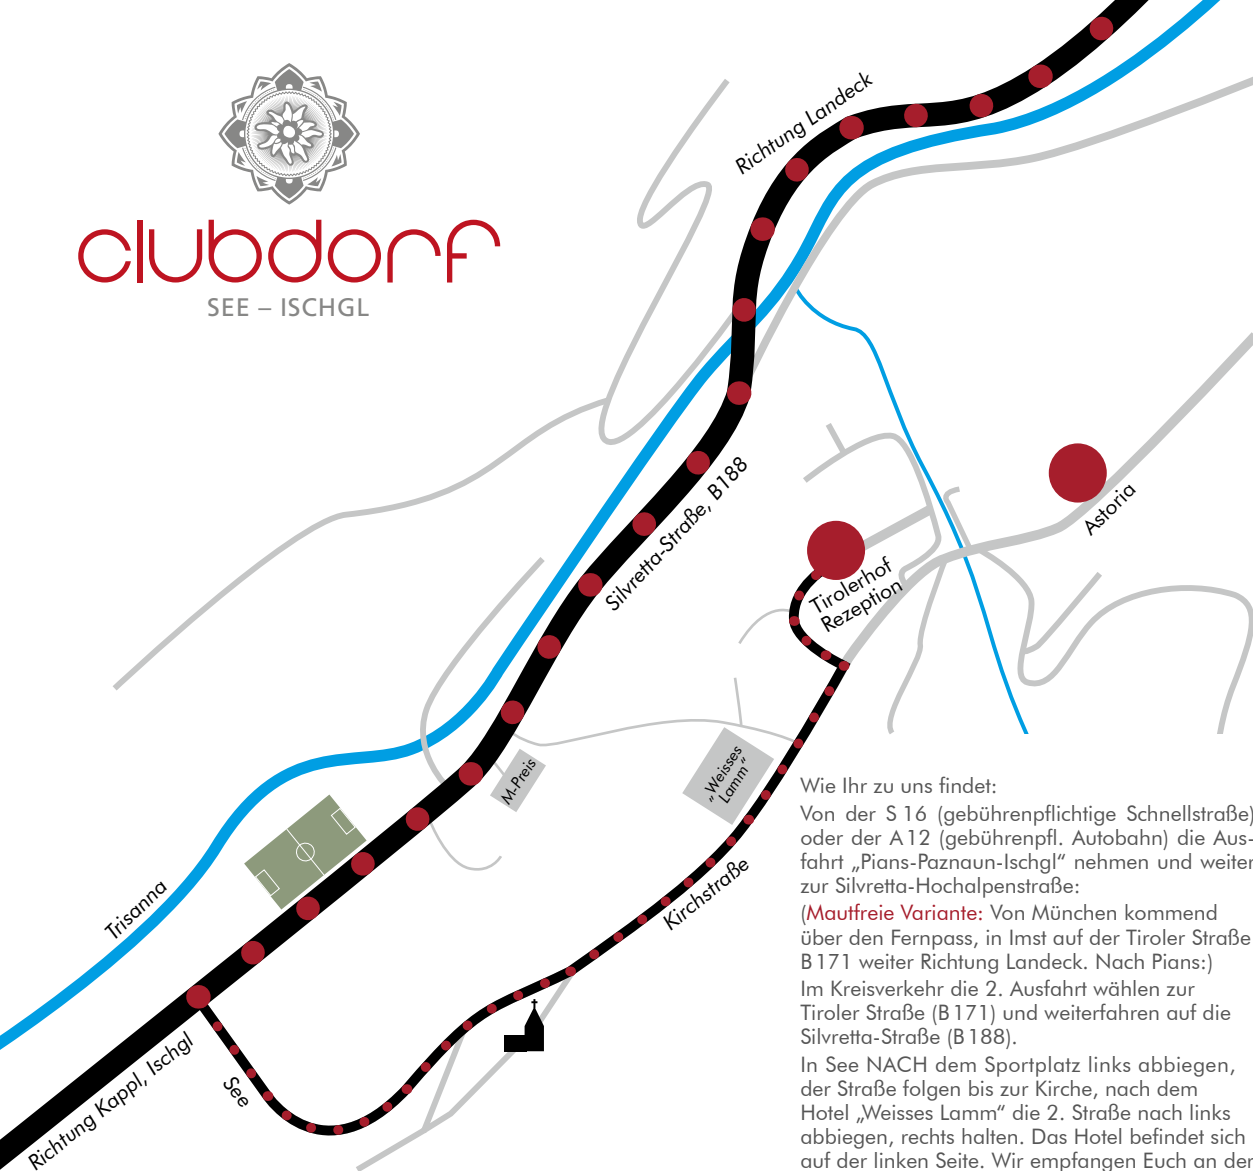 clubdorf
SEE – ISCHGL
Richtung Landeck
Silvretta-Straße, B188
Astoria
Tirolerhof
Rezeption
M-Preis
„Weisses
Lamm“
Trisanna
Kirchstraße
Richtung Kappl, Ischgl
See
Wie Ihr zu uns findet:
Von der S 16 (gebührenpflichtige Schnellstraße)
oder der A 12 (gebührenpfl. Autobahn) die Aus-
fahrt „Pians-Paznaun-Ischgl“ nehmen und weiter
zur Silvretta-Hochalpenstraße:
(Mautfreie Variante: Von München kommend
über den Fernpass, in Imst auf der Tiroler Straße
B 171 weiter Richtung Landeck. Nach Pians:)
Im Kreisverkehr die 2. Ausfahrt wählen zur
Tiroler Straße (B 171) und weiterfahren auf die
Silvretta-Straße (B 188).
In See NACH dem Sportplatz links abbiegen,
der Straße folgen bis zur Kirche, nach dem
Hotel „Weisses Lamm“ die 2. Straße nach links
abbiegen, rechts halten. Das Hotel befindet sich
auf der linken Seite. Wir empfangen Euch an der